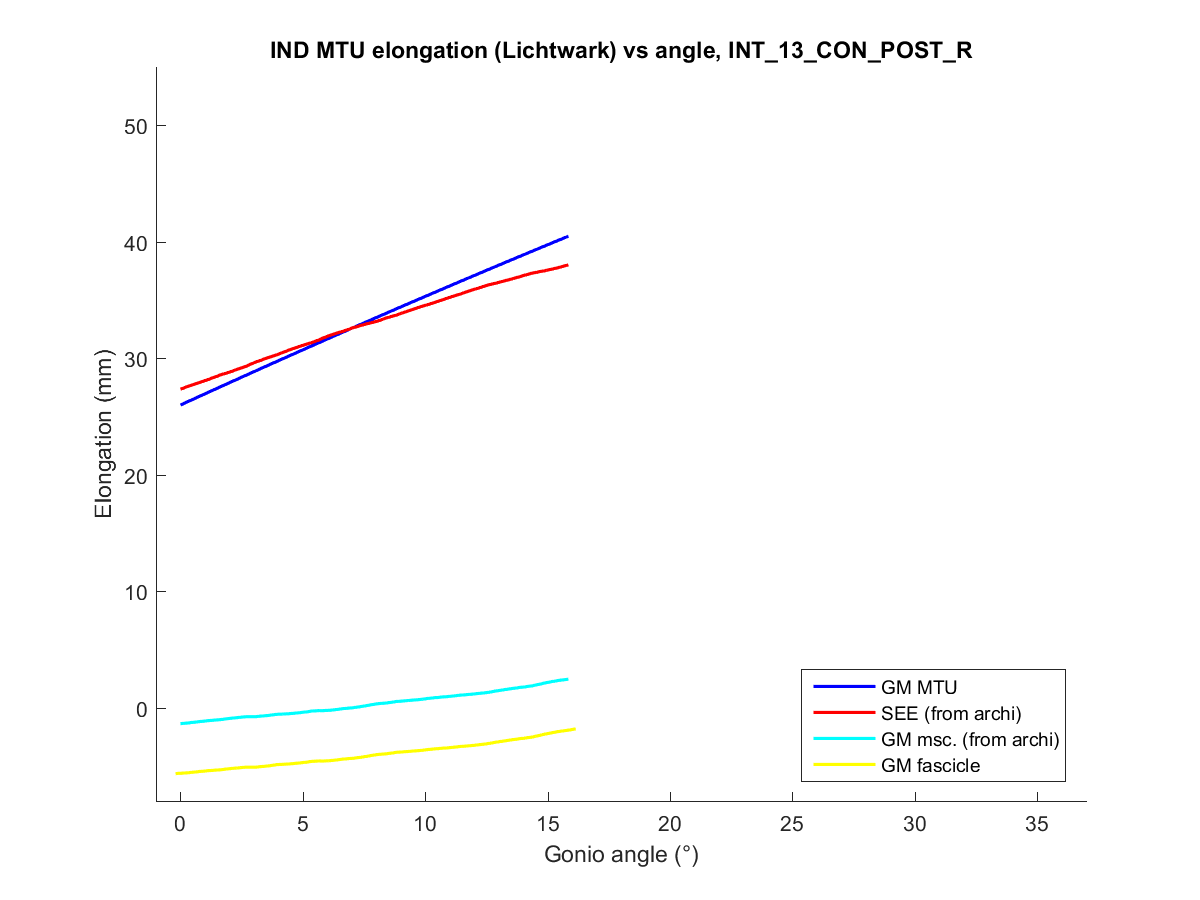 IND MTU elongation (Lichtwark) vs angle, INT_13_CON_POST_R
50
40
30
20
10
0
Elongation (mm)
0 5 10 15 20 25 30 35
Gonio angle (°)
GM MTU
SEE (from archi)
GM msc. (from archi)
GM fascicle